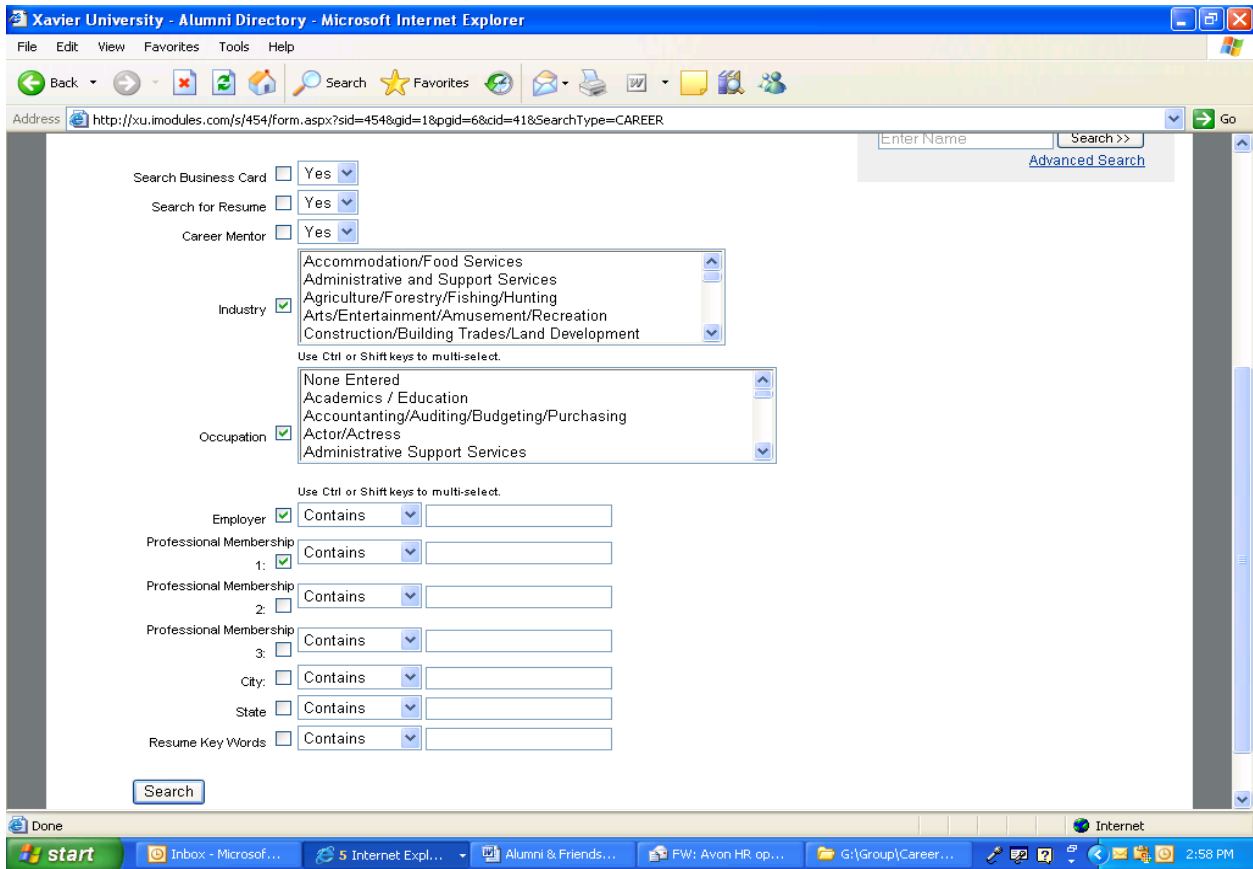 Xavier University - Alumni Directory - Microsoft Internet Explorer
File Edit View Favorites Tools Help
Back Search Favorites
Address http://xu.imodules.com/s/454/form.aspx?sid=454&gid=1&pgid=6&cid=41&SearchType=CAREER Go
Enter Name Search >>
Advanced Search
Search Business Card Yes
Search for Resume Yes
Career Mentor Yes
Accommodation/Food Services
Administrative and Support Services
Agriculture/Forestry/Fishing/Hunting
Industry
Arts/Entertainment/Amusement/Recreation
Construction/Building Trades/Land Development
Use Ctrl or Shift keys to multi-select.
None Entered
Academics / Education
Accountanting/Auditing/Budgeting/Purchasing
Occupation Actor/Actress
Administrative Support Services
Use Ctrl or Shift keys to multi-select.
Employer Contains
Professional Membership
1: Contains
Professional Membership
2: Contains
Professional Membership
3: Contains
City: Contains
State Contains
Resume Key Words Contains
Search
Done Internet
start Inbox - Microsof... 5 Internet Expl... Alumni & Friends... FW: Avon HR op... G:\Group\Career... 2:58 PM